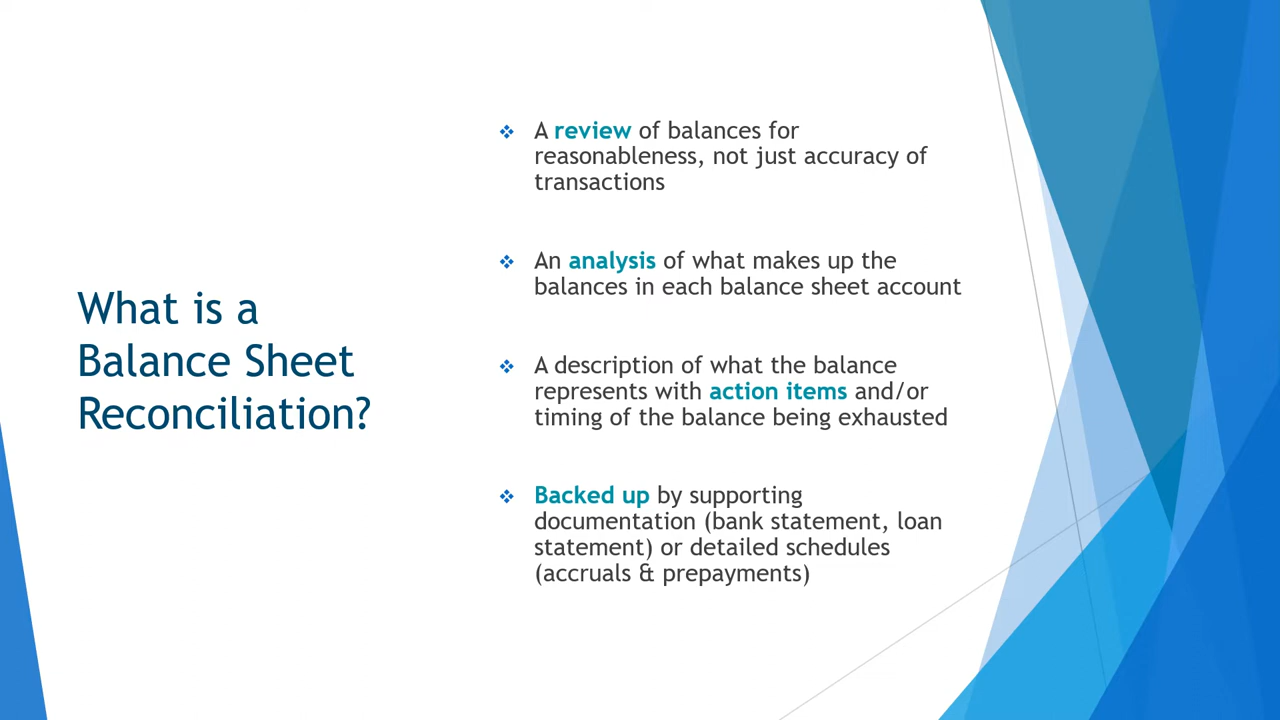 What is a
Balance Sheet
Reconciliation?
❖ A review of balances for
reasonableness, not just accuracy of
transactions
❖ An analysis of what makes up the
balances in each balance sheet account
❖ A description of what the balance
represents with action items and/or
timing of the balance being exhausted
❖ Backed up by supporting
documentation (bank statement, loan
statement) or detailed schedules
(accruals & prepayments)